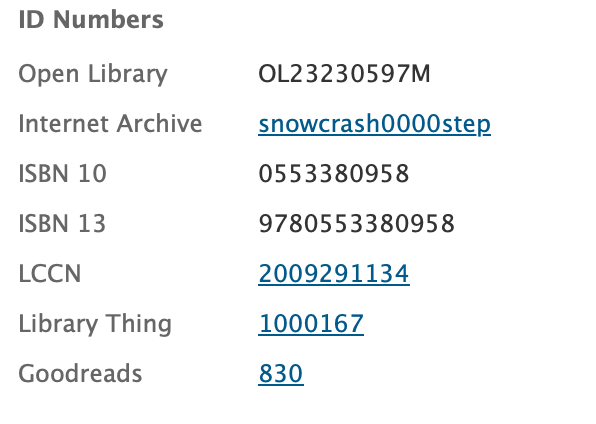 ID Numbers
Open Library OL23230597M
Internet Archive snowcrash0000step
ISBN 10 0553380958
ISBN 13 9780553380958
LCCN 2009291134
Library Thing 1000167
Goodreads 830